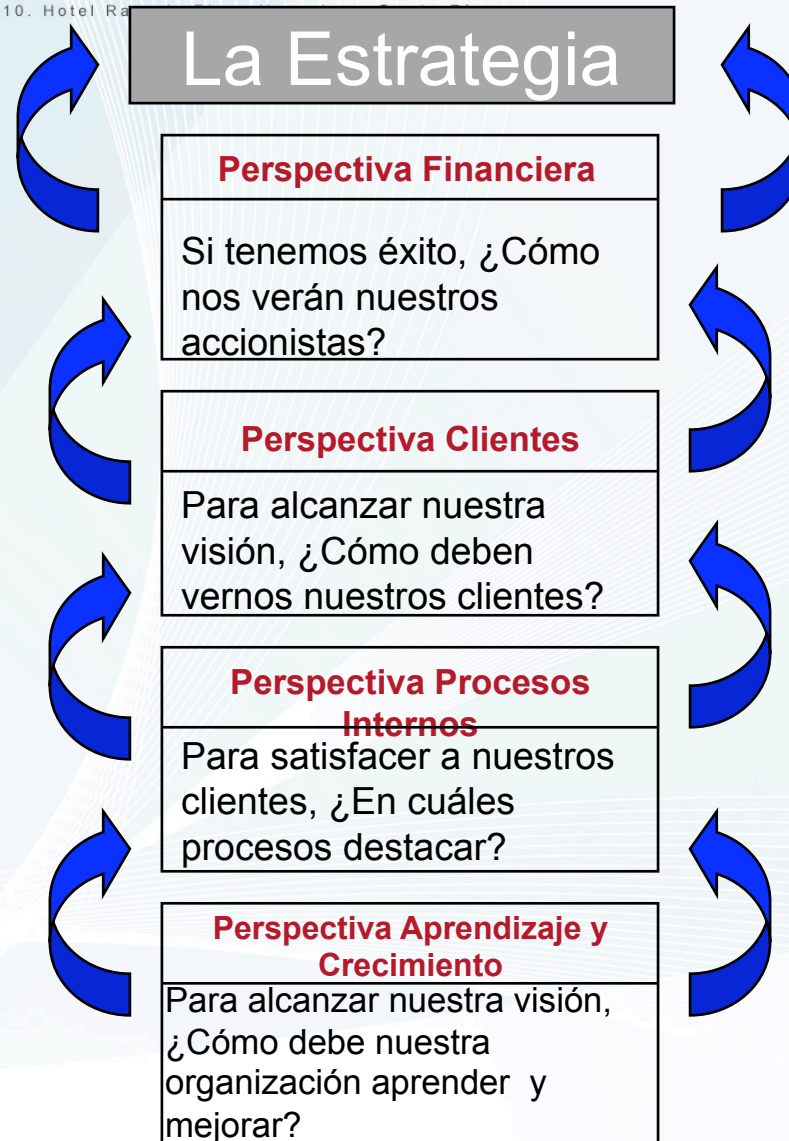 10. Hotel
La Estrategia
Perspectiva Financiera
Si tenemos éxito, ¿Cómo
nos verán nuestros
accionistas?
Perspectiva Clientes
Para alcanzar nuestra
visión, ¿Cómo deben
vernos nuestros clientes?
Perspectiva Procesos
Internos
Para satisfacer a nuestros
clientes, ¿En cuáles
procesos destacar?
Perspectiva Aprendizaje y
Crecimiento
Para alcanzar nuestra visión,
¿Cómo debe nuestra
organización aprender y
mejorar?